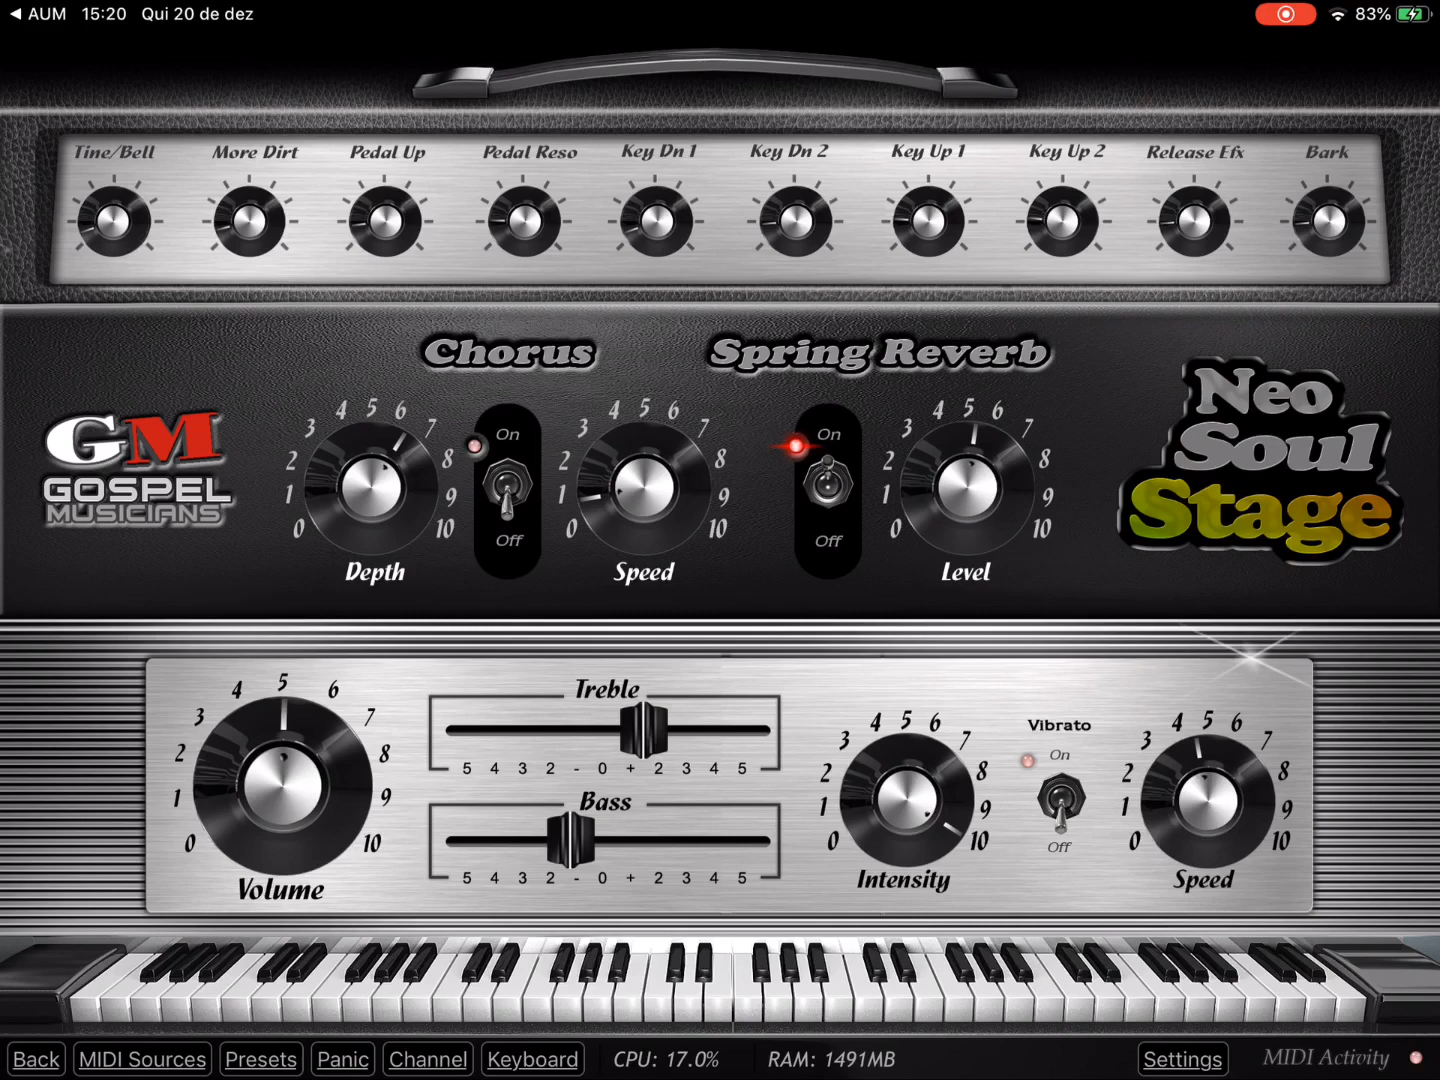 AUM 15:20 Qui 20 de dez 83%
Tine/Bell More Dirt Pedal Up Pedal Reso Key Dn 1 Key Dn 2 Key Up 1 Key Up 2 Release Efx Bark
Chorus Spring Reverb
GM
GOSPEL
MUSICIANS
0 1 2 3 4 5 6 7 8 9 10
Depth
On
Off
0 1 2 3 4 5 6 7 8 9 10
Speed
On
Off
0 1 2 3 4 5 6 7 8 9 10
Level
Neo
Soul
Stage
0 1 2 3 4 5 6 7 8 9 10
Volume
Treble
5 4 3 2 - 0 + 2 3 4 5
Bass
5 4 3 2 - 0 + 2 3 4 5
0 1 2 3 4 5 6 7 8 9 10
Intensity
Vibrato
On
Off
0 1 2 3 4 5 6 7 8 9 10
Speed
Back MIDI Sources Presets Panic Channel Keyboard CPU: 17.0% RAM: 1491MB Settings MIDI Activity